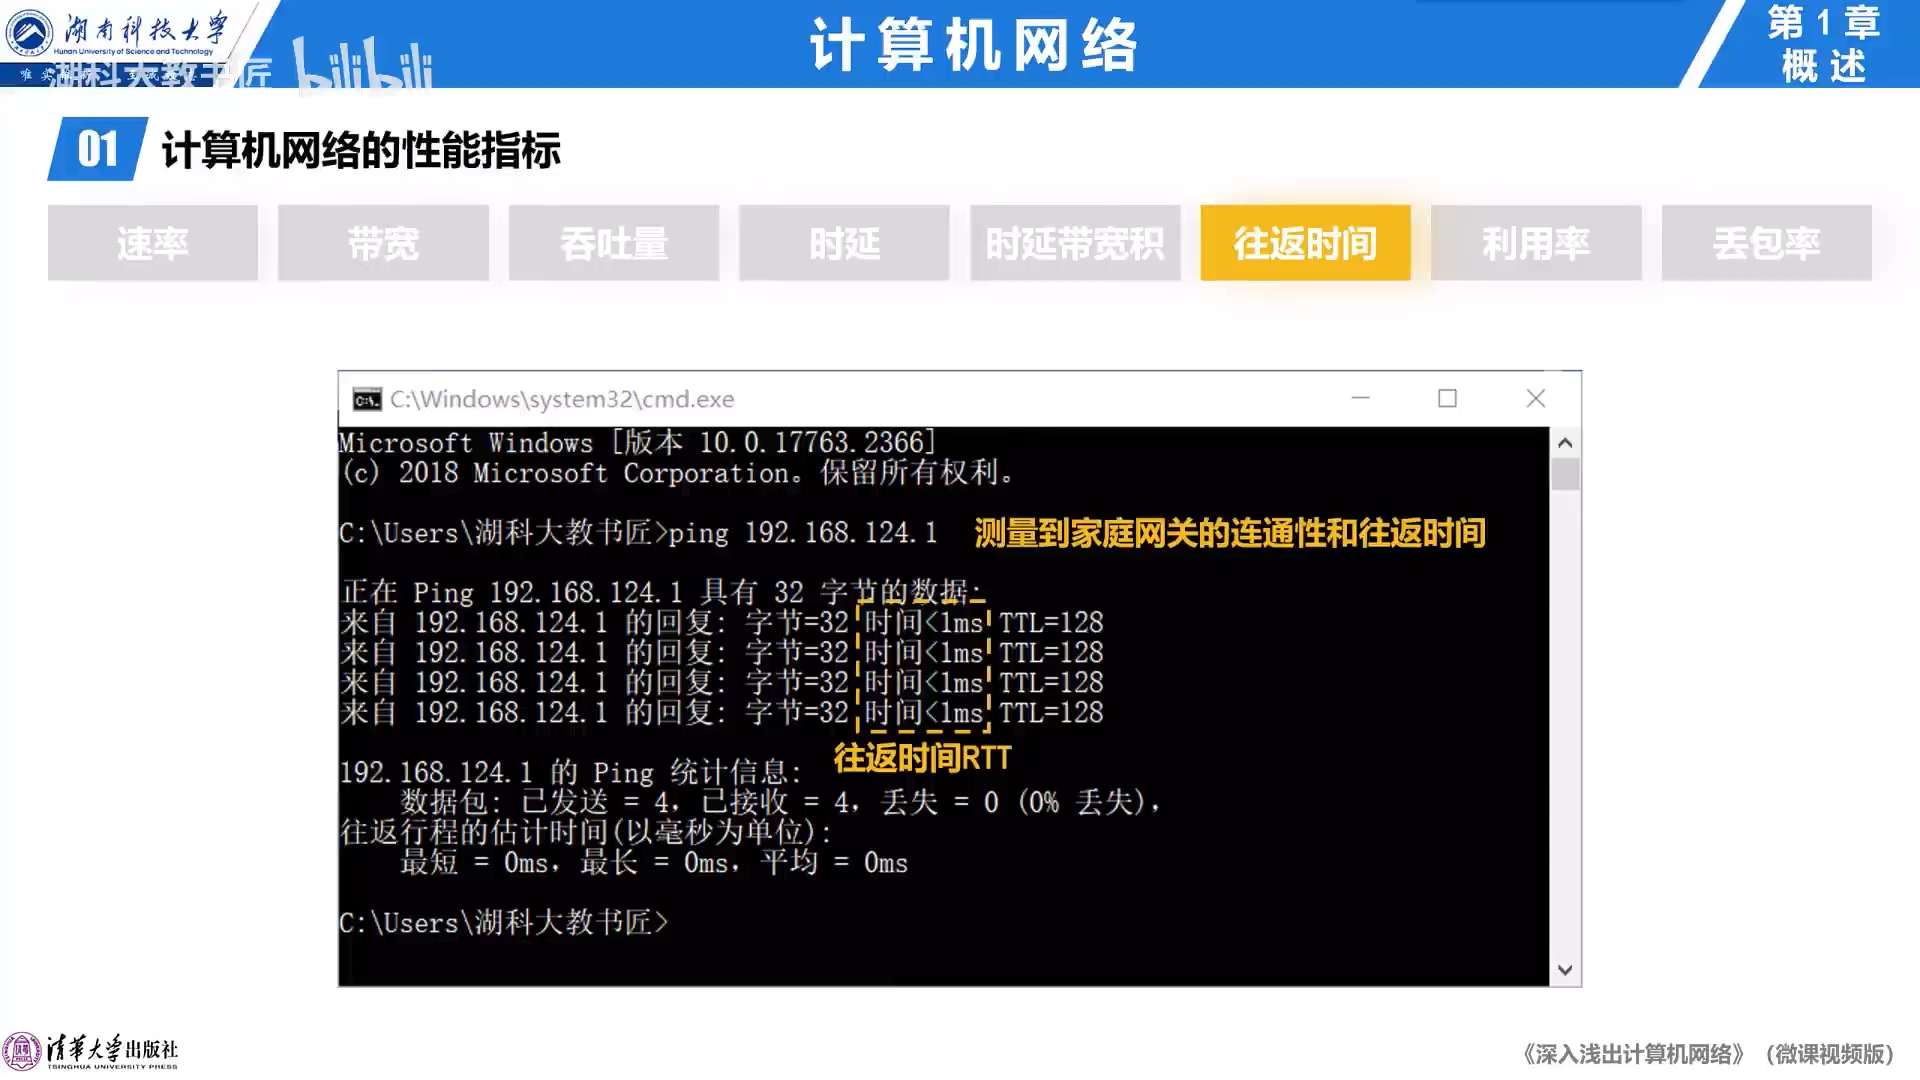 湖南科技大学
Hunan University of Science and Technology
湖科大教书匠
bilibili
计算机网络
第 1 章
概 述
01 计算机网络的性能指标
速率 带宽 吞吐量 时延 时延带宽积 往返时间 利用率 丢包率
C:\Windows\system32\cmd.exe
Microsoft Windows [版本 10.0.17763.2366]
(c) 2018 Microsoft Corporation。保留所有权利。
C:\Users\湖科大教书匠>ping 192.168.124.1 测量到家庭网关的连通性和往返时间
正在 Ping 192.168.124.1 具有 32 字节的数据:
来自 192.168.124.1 的回复: 字节=32 时间<1ms TTL=128
来自 192.168.124.1 的回复: 字节=32 时间<1ms TTL=128
来自 192.168.124.1 的回复: 字节=32 时间<1ms TTL=128
来自 192.168.124.1 的回复: 字节=32 时间<1ms TTL=128
往返时间RTT
192.168.124.1 的 Ping 统计信息:
数据包: 已发送 = 4，已接收 = 4，丢失 = 0 (0% 丢失)，
往返行程的估计时间(以毫秒为单位):
最短 = 0ms，最长 = 0ms，平均 = 0ms
C:\Users\湖科大教书匠>
清华大学出版社
TSINGHUA UNIVERSITY PRESS
《深入浅出计算机网络》（微课视频版）